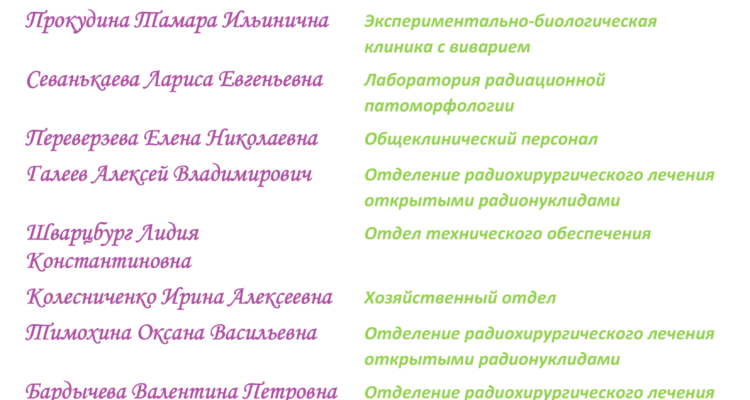 Прокудина Тамара Ильинична Экспериментально-биологическая
клиника с виварием
Севанькаева Лариса Евгеньевна Лаборатория радиационной
патоморфологии
Переверзева Елена Николаевна Общеклинический персонал
Галеев Алексей Владимирович Отделение радиохирургического лечения
открытыми радионуклидами
Шварцбург Лидия Отдел технического обеспечения
Константиновна
Колесниченко Ирина Алексеевна Хозяйственный отдел
Тимохина Оксана Васильевна Отделение радиохирургического лечения
открытыми радионуклидами
Бардычева Валентина Петровна Отделение радиохирургического лечения